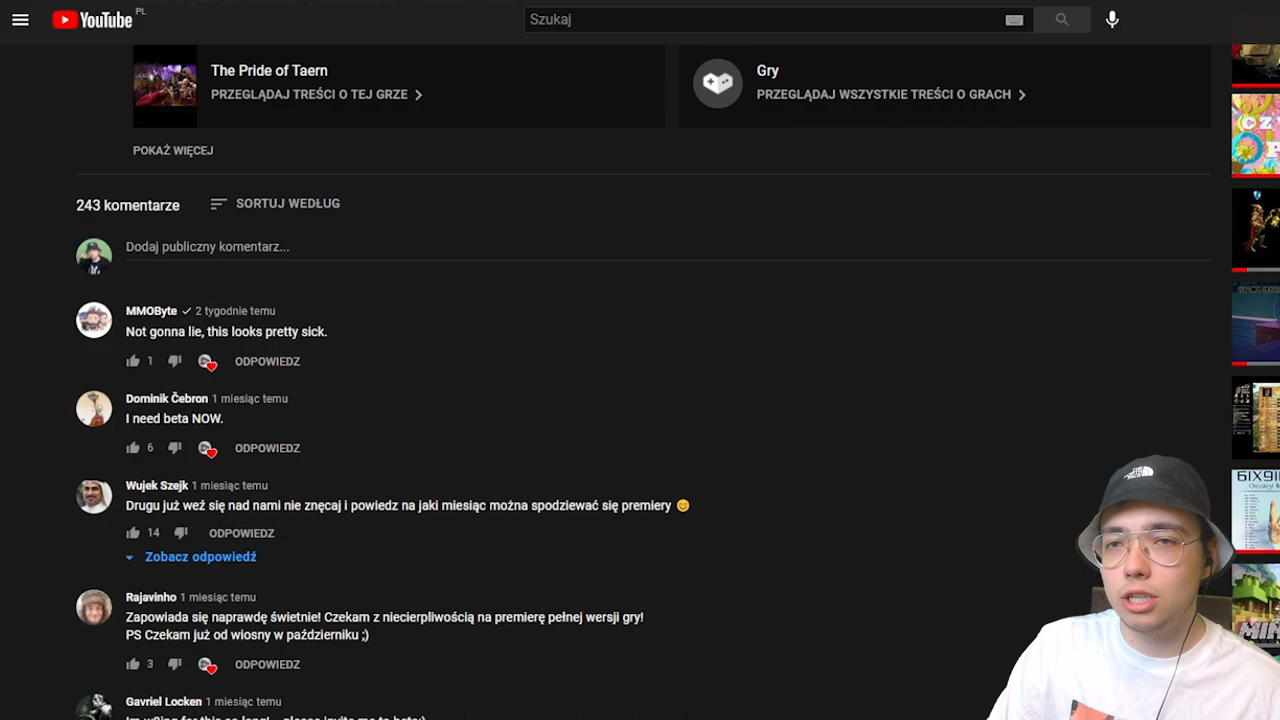 YouTube PL
Szukaj
The Pride of Taern
PRZEGLĄDAJ TREŚCI O TEJ GRZE
Gry
PRZEGLĄDAJ WSZYSTKIE TREŚCI O GRACH
POKAŻ WIĘCEJ
243 komentarze
SORTUJ WEDŁUG
Dodaj publiczny komentarz...
MMOByte 2 tygodnie temu
Not gonna lie, this looks pretty sick.
1 ODPOWIEDZ
Dominik Čebron 1 miesiąc temu
I need beta NOW.
6 ODPOWIEDZ
Wujek Szejk 1 miesiąc temu
Drugu już weź się nad nami nie znęcaj i powiedz na jaki miesiąc można spodziewać się premiery 😊
14 ODPOWIEDZ
Zobacz odpowiedź
Rajavinho 1 miesiąc temu
Zapowiada się naprawdę świetnie! Czekam z niecierpliwością na premierę pełnej wersji gry!
PS Czekam już od wiosny w październiku ;)
3 ODPOWIEDZ
Gavriel Locken 1 miesiąc temu